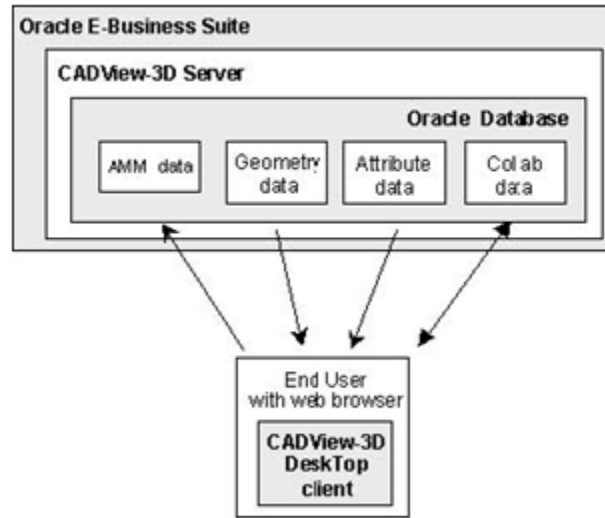 Oracle E-Business Suite
CADView-3D Server
Oracle Database
AMM data
Geometry
data
Attribute
data
Collab
data
End User
with web browser
CADView-3D
DeskTop
client